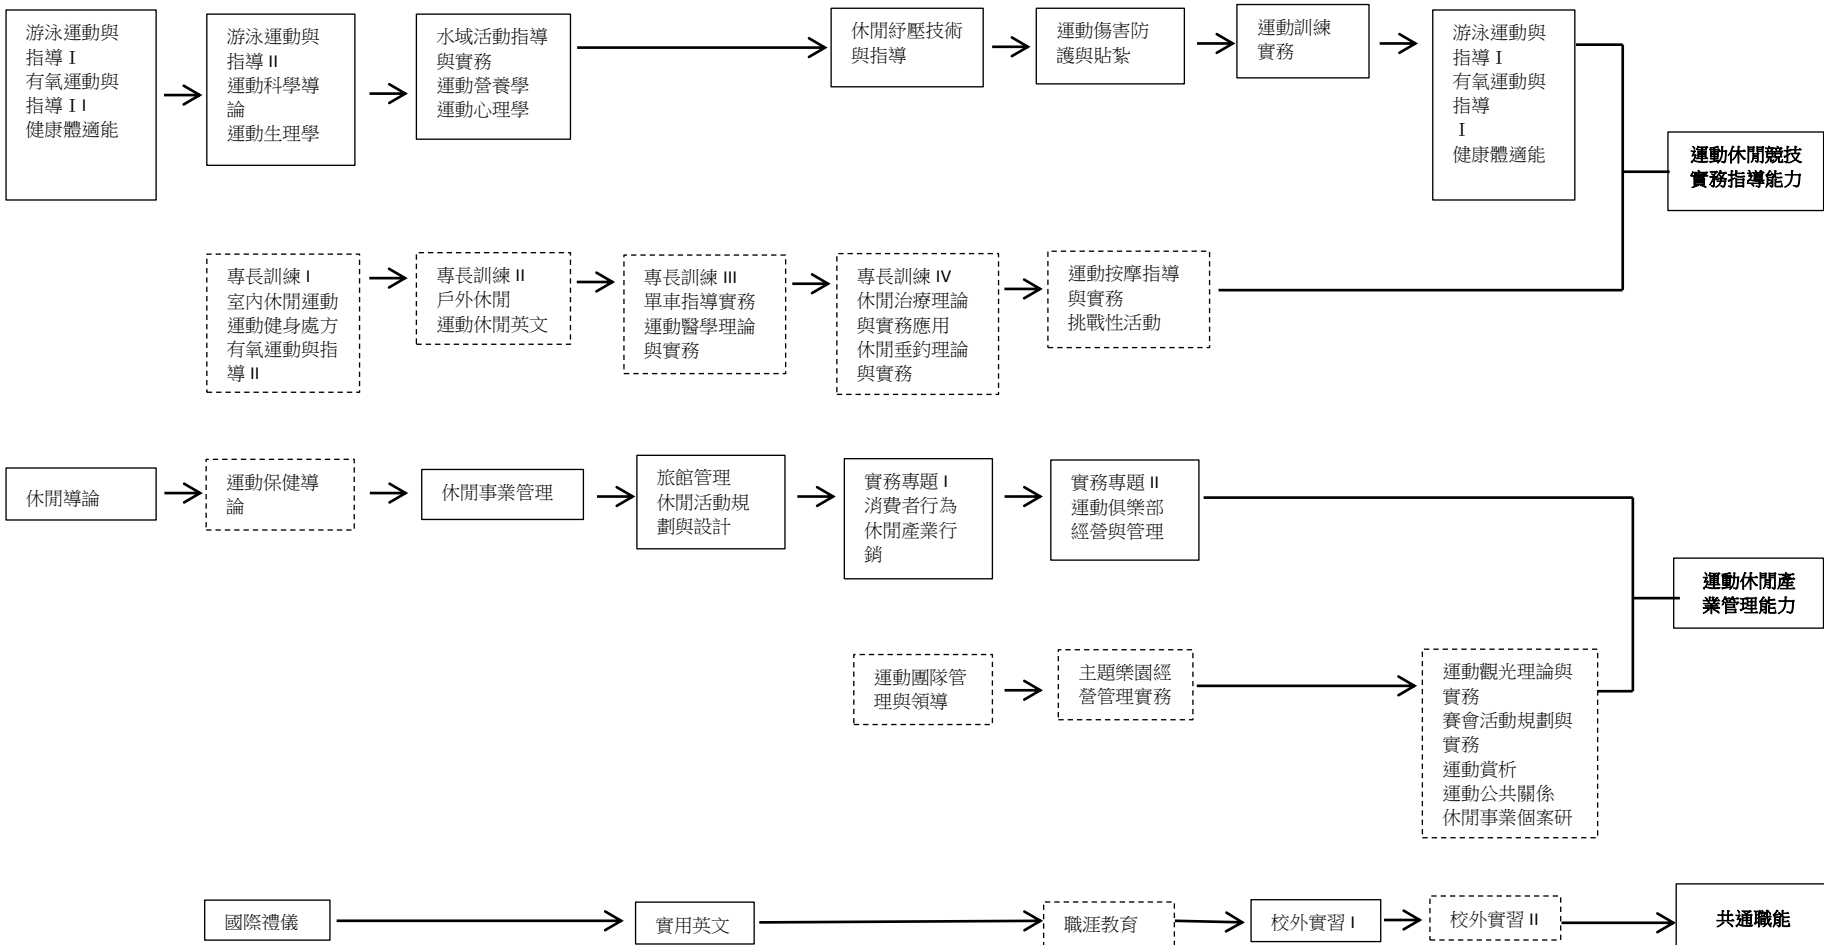 游泳運動與
指導 I
有氧運動與
指導 I I
健康體適能
游泳運動與
指導 II
運動科學導
論
運動生理學
水域活動指導
與實務
運動營養學
運動心理學
休閒紓壓技術
與指導
運動傷害防
護與貼紮
運動訓練
實務
游泳運動與
指導 I
有氧運動與
指導
I
健康體適能
運動休閒競技
實務指導能力
專長訓練 I
室內休閒運動
運動健身處方
有氧運動與指
導 II
專長訓練 II
戶外休閒
運動休閒英文
專長訓練 III
單車指導實務
運動醫學理論
與實務
專長訓練 IV
休閒治療理論
與實務應用
休閒垂釣理論
與實務
運動按摩指導
與實務
挑戰性活動
休閒導論
運動保健導
論
休閒事業管理
旅館管理
休閒活動規
劃與設計
實務專題 I
消費者行為
休閒產業行
銷
實務專題 II
運動俱樂部
經營與管理
運動休閒產
業管理能力
運動團隊管
理與領導
主題樂園經
營管理實務
運動觀光理論與
實務
賽會活動規劃與
實務
運動賞析
運動公共關係
休閒事業個案研
國際禮儀
實用英文
職涯教育
校外實習 I
校外實習 II
共通職能